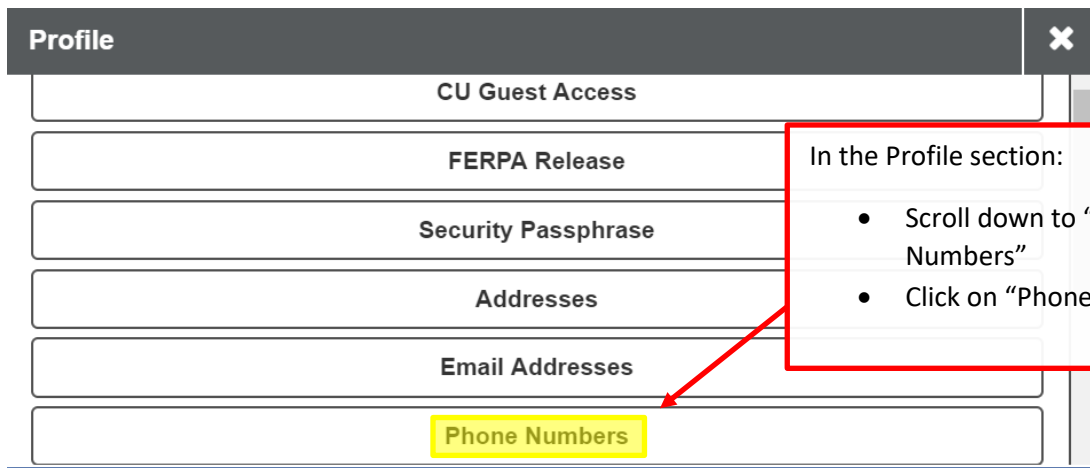 Profile
CU Guest Access
FERPA Release
Security Passphrase
Addresses
Email Addresses
Phone Numbers
In the Profile section:
• Scroll down to “
Numbers”
• Click on “Phone